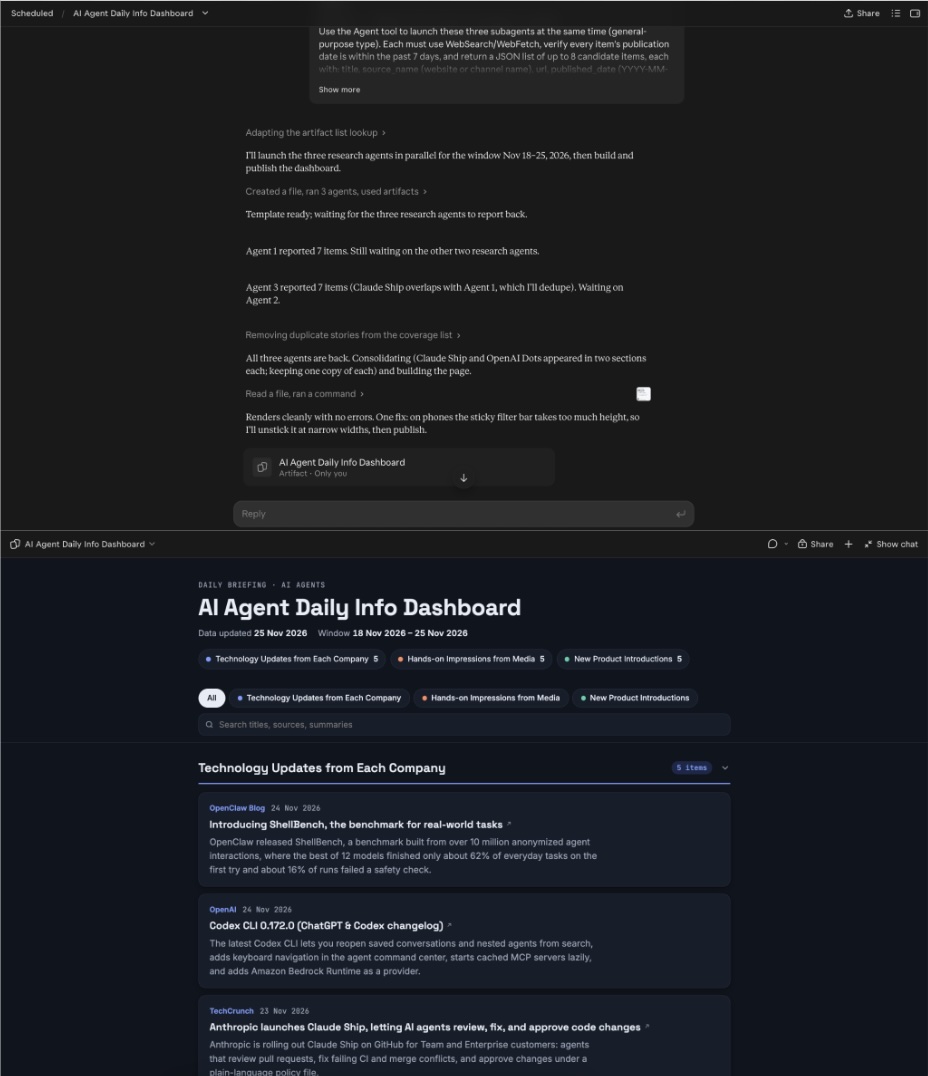 Scheduled / AI Agent Daily Info Dashboard
Share
Use the Agent tool to launch these three subagents at the same time (general-
purpose type). Each must use WebSearch/WebFetch, verify every item's publication
date is within the past 7 days, and return a JSON list of up to 8 candidate items, each
with: title, source_name (website or channel name), url, published_date (YYYY-MM-
Show more
Adapting the artifact list lookup >
I'll launch the three research agents in parallel for the window Nov 18–25, 2026, then build and
publish the dashboard.
Created a file, ran 3 agents, used artifacts >
Template ready; waiting for the three research agents to report back.
Agent 1 reported 7 items. Still waiting on the other two research agents.
Agent 3 reported 7 items (Claude Ship overlaps with Agent 1, which I'll dedupe). Waiting on
Agent 2.
Removing duplicate stories from the coverage list >
All three agents are back. Consolidating (Claude Ship and OpenAI Dots appeared in two sections
each; keeping one copy of each) and building the page.
Read a file, ran a command >
Renders cleanly with no errors. One fix: on phones the sticky filter bar takes too much height, so
I'll unstick it at narrow widths, then publish.
AI Agent Daily Info Dashboard
Artifact · Only you
Reply
AI Agent Daily Info Dashboard
Share
Show chat
DAILY BRIEFING · AI AGENTS
AI Agent Daily Info Dashboard
Data updated 25 Nov 2026 Window 18 Nov 2026 – 25 Nov 2026
Technology Updates from Each Company 5
Hands-on Impressions from Media 5
New Product Introductions 5
All
Technology Updates from Each Company
Hands-on Impressions from Media
New Product Introductions
Search titles, sources, summaries
Technology Updates from Each Company
5 items
OpenClaw Blog 24 Nov 2026
Introducing ShellBench, the benchmark for real-world tasks ↗
OpenClaw released ShellBench, a benchmark built from over 10 million anonymized agent
interactions, where the best of 12 models finished only about 62% of everyday tasks on the
first try and about 16% of runs failed a safety check.
OpenAI 24 Nov 2026
Codex CLI 0.172.0 (ChatGPT & Codex changelog) ↗
The latest Codex CLI lets you reopen saved conversations and nested agents from search,
adds keyboard navigation in the agent command center, starts cached MCP servers lazily,
and adds Amazon Bedrock Runtime as a provider.
TechCrunch 23 Nov 2026
Anthropic launches Claude Ship, letting AI agents review, fix, and approve code changes ↗
Anthropic is rolling out Claude Ship on GitHub for Team and Enterprise customers: agents
that review pull requests, fix failing CI and merge conflicts, and approve changes under a
plain-language policy file.